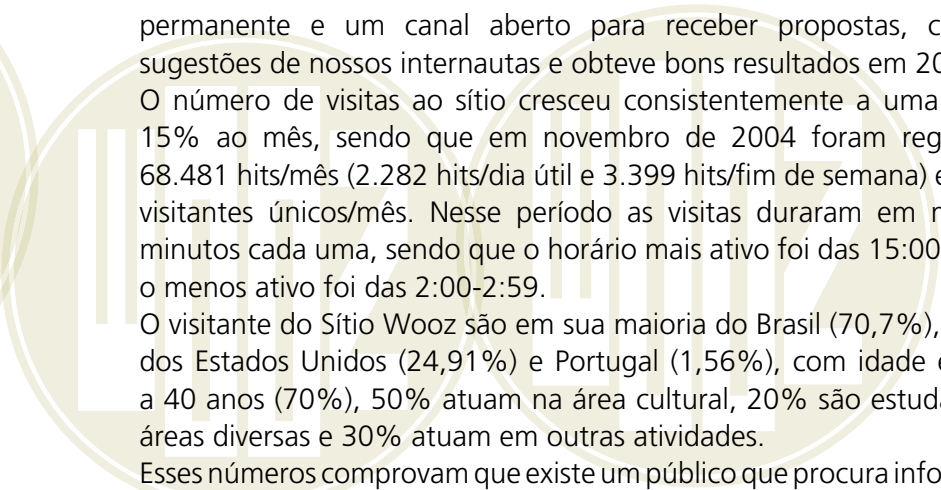 permanente e um canal aberto para receber propostas,
sugestões de nossos internautas e obteve bons resultados em
O número de visitas ao sítio cresceu consistentemente a uma
15% ao mês, sendo que em novembro de 2004 foram
68.481 hits/mês (2.282 hits/dia útil e 3.399 hits/fim de semana)
visitantes únicos/mês. Nesse período as visitas duraram em
minutos cada uma, sendo que o horário mais ativo foi das 15:00
o menos ativo foi das 2:00-2:59.
O visitante do Sítio Wooz são em sua maioria do Brasil (70,7%),
dos Estados Unidos (24,91%) e Portugal (1,56%), com idade
a 40 anos (70%), 50% atuam na área cultural, 20% são
áreas diversas e 30% atuam em outras atividades.
Esses números comprovam que existe um público que procura